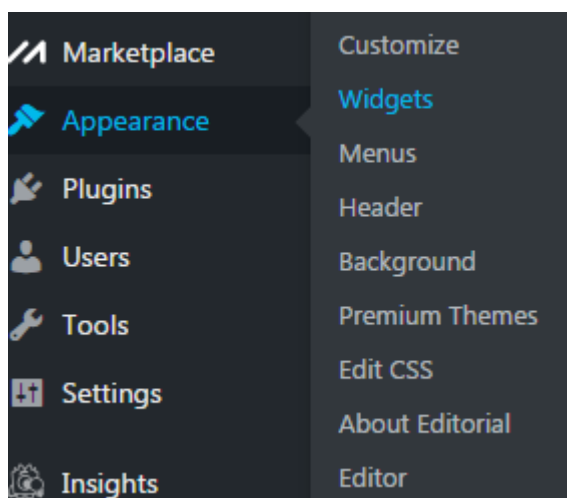 Marketplace
Appearance
Plugins
Users
Tools
Settings
Insights
Customize
Widgets
Menus
Header
Background
Premium Themes
Edit CSS
About Editorial
Editor